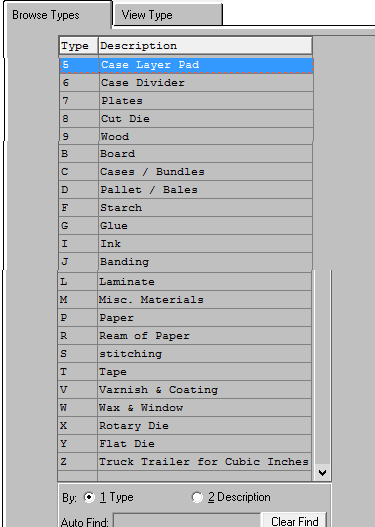 Browse Types View Type
Type Description
5 Case Layer Pad
6 Case Divider
7 Plates
8 Cut Die
9 Wood
B Board
C Cases / Bundles
D Pallet / Bales
F Starch
G Glue
I Ink
J Banding
L Laminate
M Misc. Materials
P Paper
R Ream of Paper
S stitching
T Tape
V Varnish & Coating
W Wax & Window
X Rotary Die
Y Flat Die
Z Truck Trailer for Cubic Inches
By: 1 Type 2 Description
Auto Find: Clear Find